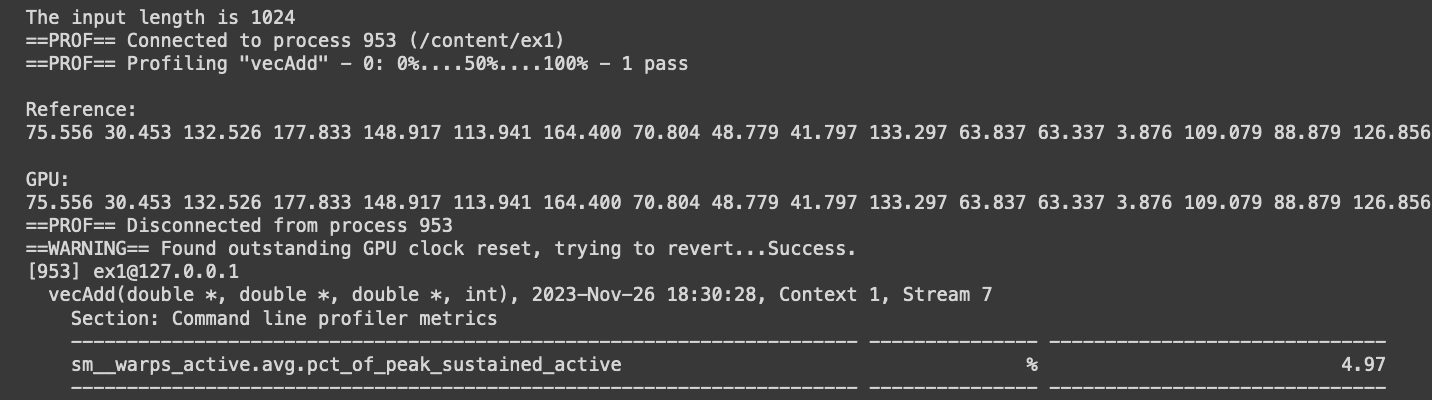 The input length is 1024
==PROF== Connected to process 953 (/content/ex1)
==PROF== Profiling "vecAdd" - 0: 0%....50%....100% - 1 pass
Reference:
75.556 30.453 132.526 177.833 148.917 113.941 164.400 70.804 48.779 41.797 133.297 63.837 63.337 3.876 109.079 88.879 126.856
GPU:
75.556 30.453 132.526 177.833 148.917 113.941 164.400 70.804 48.779 41.797 133.297 63.837 63.337 3.876 109.079 88.879 126.856
==PROF== Disconnected from process 953
==WARNING== Found outstanding GPU clock reset, trying to revert...Success.
[953] ex1@127.0.0.1
vecAdd(double *, double *, double *, int), 2023-Nov-26 18:30:28, Context 1, Stream 7
Section: Command line profiler metrics
---------------------------------------------------------------------- --------------- ------------------------------
sm__warps_active.avg.pct_of_peak_sustained_active % 4.97
---------------------------------------------------------------------- --------------- ------------------------------